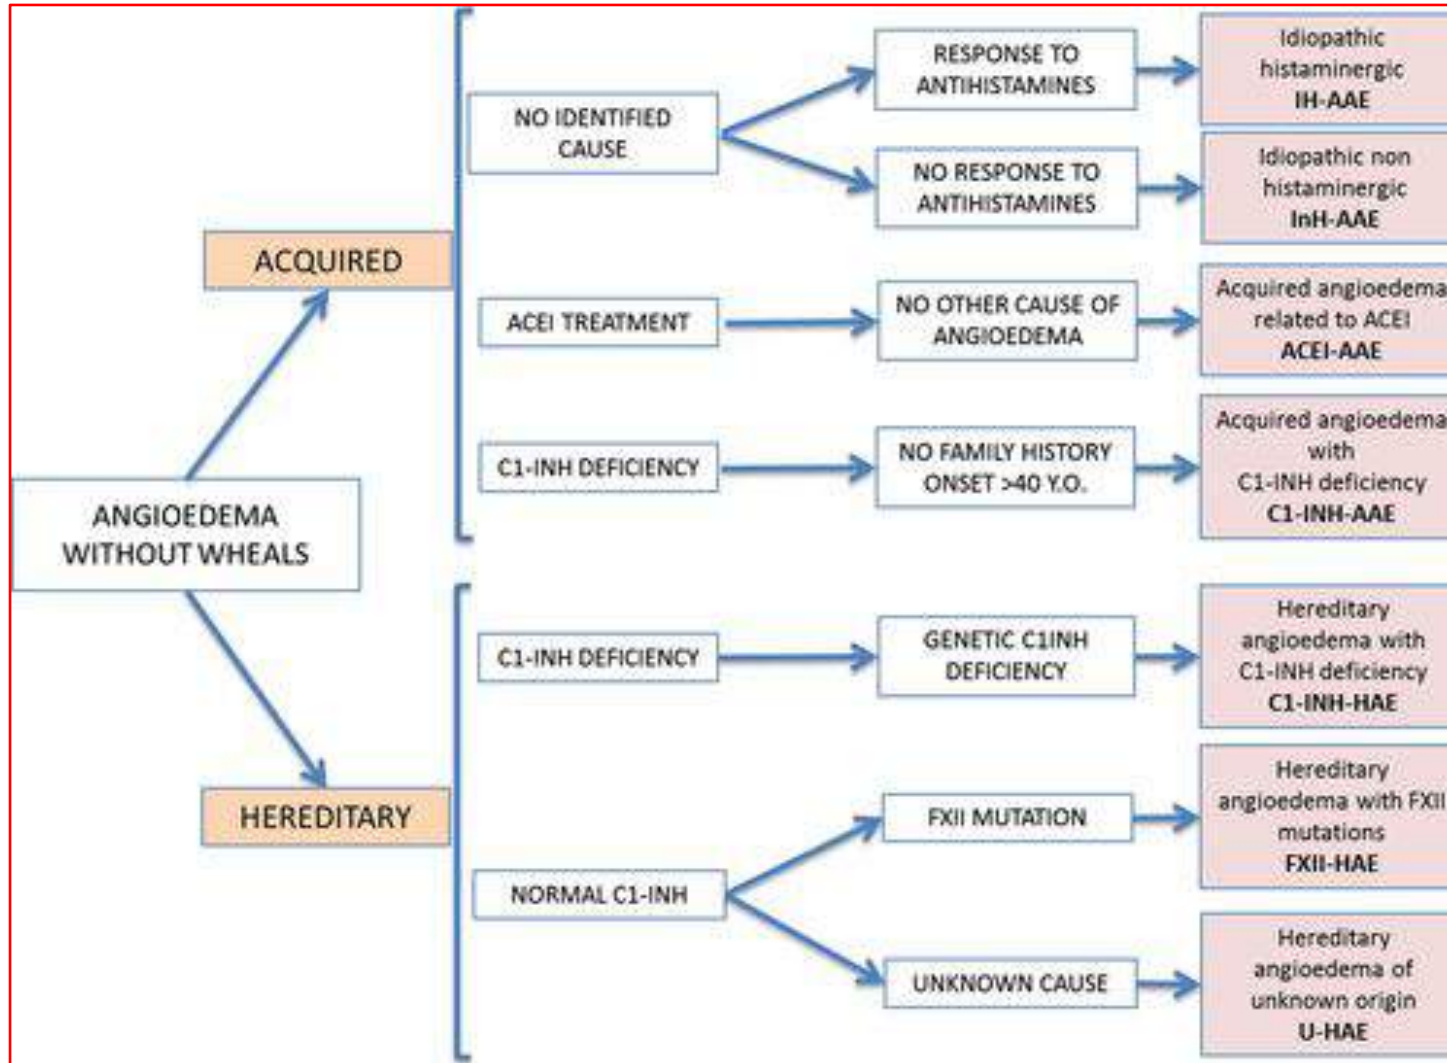 ANGIOEDEMA
WITHOUT WHEALS
ACQUIRED
NO IDENTIFIED
CAUSE
RESPONSE TO
ANTIHISTAMINES
Idiopathic
histaminergic
IH-AAE
NO RESPONSE TO
ANTIHISTAMINES
Idiopathic non
histaminergic
InH-AAE
ACEI TREATMENT
NO OTHER CAUSE OF
ANGIOEDEMA
Acquired angioedema
related to ACEI
ACEI-AAE
C1-INH DEFICIENCY
NO FAMILY HISTORY
ONSET >40 Y.O.
Acquired angioedema
with
C1-INH deficiency
C1-INH-AAE
HEREDITARY
C1-INH DEFICIENCY
GENETIC C1INH
DEFICIENCY
Hereditary
angioedema with
C1-INH deficiency
C1-INH-HAE
NORMAL C1-INH
FXII MUTATION
Hereditary
angioedema with FXII
mutations
FXII-HAE
UNKNOWN CAUSE
Hereditary
angioedema of
unknown origin
U-HAE